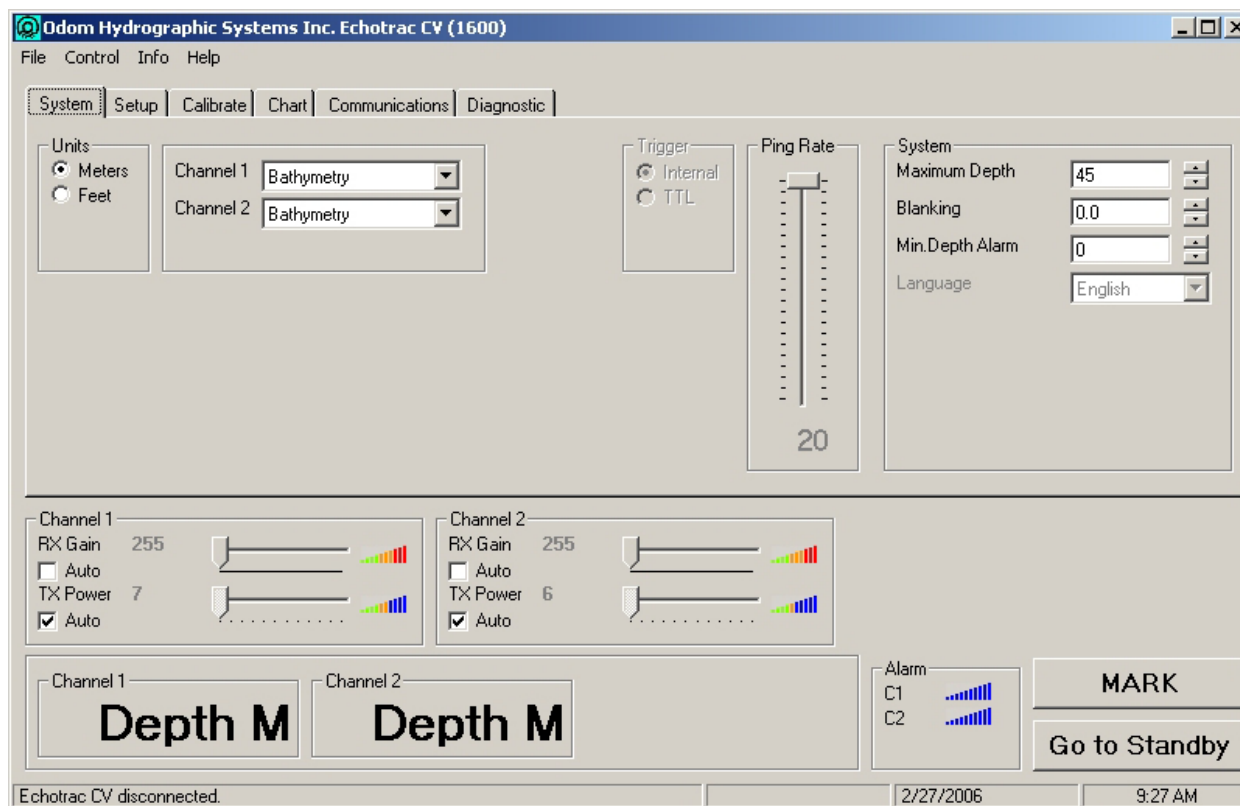 Odom Hydrographic Systems Inc. Echotrac CV (1600)
File Control Info Help
System Setup Calibrate Chart Communications Diagnostic
Units
Meters
Feet
Channel 1 Bathymetry
Channel 2 Bathymetry
Trigger
Internal
TTL
Ping Rate
20
System
Maximum Depth 45
Blanking 0.0
Min.Depth Alarm 0
Language English
Channel 1
RX Gain 255
Auto
TX Power 7
Auto
Channel 2
RX Gain 255
Auto
TX Power 6
Auto
Channel 1
Depth M
Channel 2
Depth M
Alarm
C1
C2
MARK
Go to Standby
Echotrac CV disconnected. 2/27/2006 9:27 AM